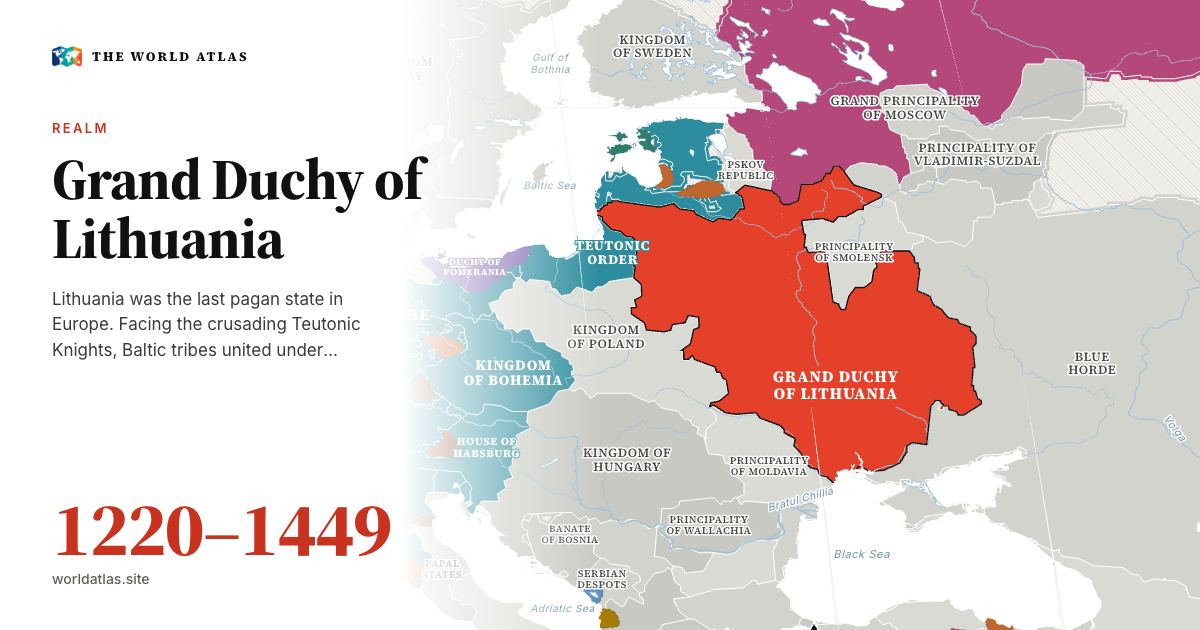 THE WORLD ATLAS
REALM
Grand Duchy of
Lithuania
Lithuania was the last pagan state in
Europe. Facing the crusading Teutonic
Knights, Baltic tribes united under...
1220–1449
worldatlas.site
KINGDOM
OF SWEDEN
Gulf of
Bothnia
GRAND PRINCIPALITY
OF MOSCOW
PRINCIPALITY OF
VLADIMIR-SUZDAL
PSKOV
REPUBLIC
Baltic Sea
TEUTONIC
ORDER
PRINCIPALITY
OF SMOLENSK
DUCHY OF
POMERANIA
KINGDOM
OF POLAND
BLUE
HORDE
KINGDOM
OF BOHEMIA
GRAND DUCHY
OF LITHUANIA
Volga
HOUSE OF
HABSBURG
KINGDOM OF
HUNGARY
PRINCIPALITY
OF MOLDAVIA
Bratul Chillia
BANATE
OF BOSNIA
PRINCIPALITY
OF WALLACHIA
Black Sea
PAPAL
STATES
SERBIAN
DESPOTS
Adriatic Sea